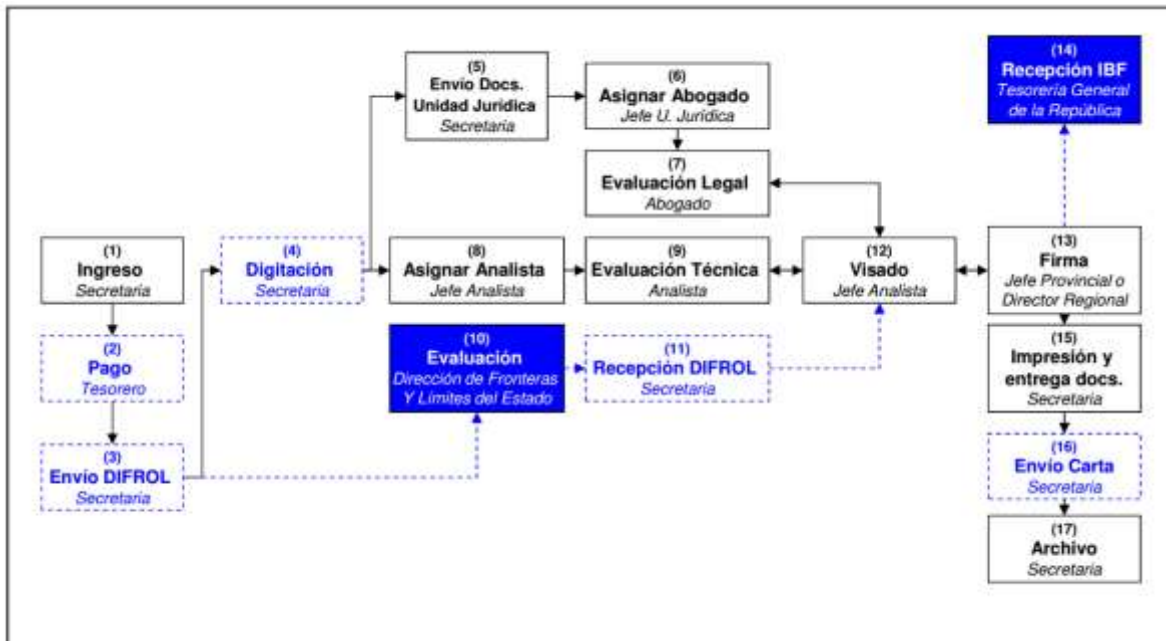 (1)
Ingreso
Secretaria
(2)
Pago
Tesorero
(3)
Envío DIFROL
Secretaria
(4)
Digitación
Secretaria
(5)
Envío Docs.
Unidad Jurídica
Secretaria
(6)
Asignar Abogado
Jefe U. Jurídica
(7)
Evaluación Legal
Abogado
(8)
Asignar Analista
Jefe Analista
(9)
Evaluación Técnica
Analista
(10)
Evaluación
Dirección de Fronteras
Y Límites del Estado
(11)
Recepción DIFROL
Secretaria
(12)
Visado
Jefe Analista
(13)
Firma
Jefe Provincial o
Director Regional
(14)
Recepción IBF
Tesorería General
de la República
(15)
Impresión y
entrega docs.
Secretaria
(16)
Envío Carta
Secretaria
(17)
Archivo
Secretaria